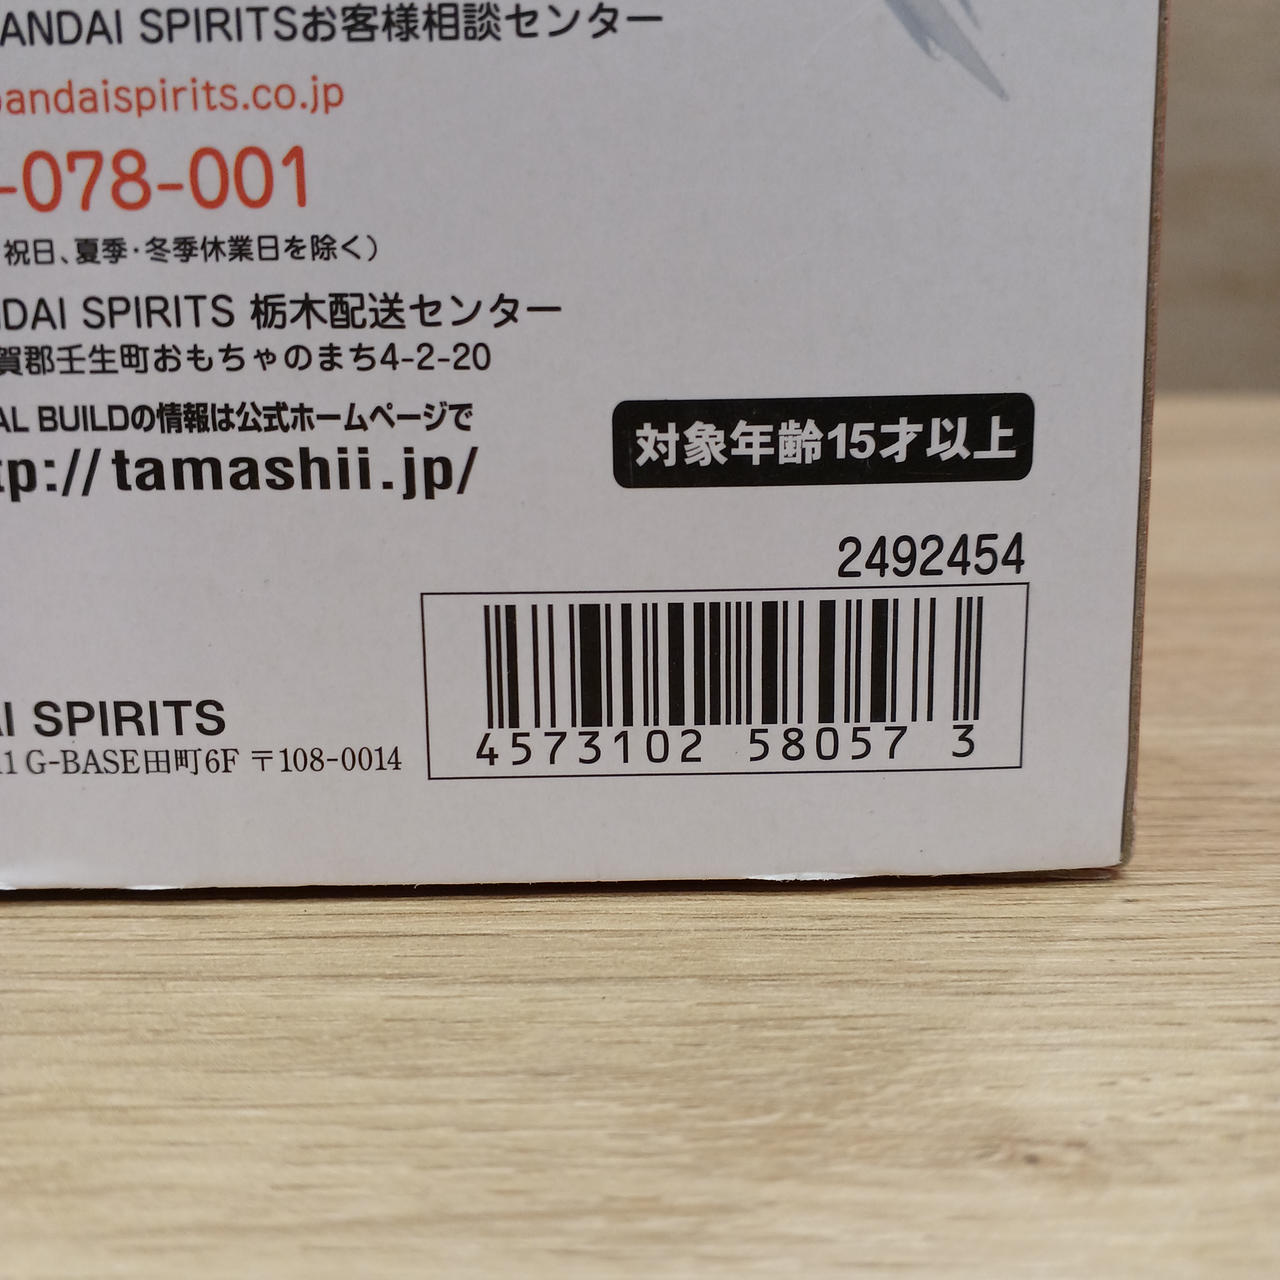 ANDAI SPIRITSお客様相談センター
bandaispirits.co.jp
-078-001
祝日、夏季・冬季休業日を除く）
NDAI SPIRITS 栃木配送センター
賀郡壬生町おもちゃのまち4-2-20
AL BUILDの情報は公式ホームページで
tp://tamashii.jp/
対象年齢15才以上
2492454
4573102 58057 3
AI SPIRITS
11 G-BASE田町6F 〒108-0014